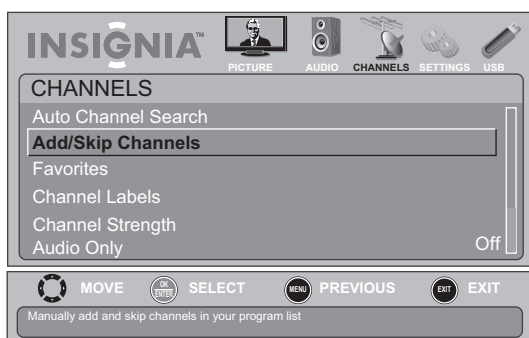 INSIGNIA™
PICTURE AUDIO CHANNELS SETTINGS USB
CHANNELS
Auto Channel Search
Add/Skip Channels
Favorites
Channel Labels
Channel Strength
Audio Only Off
MOVE OK ENTER SELECT MENU PREVIOUS EXIT EXIT
Manually add and skip channels in your program list